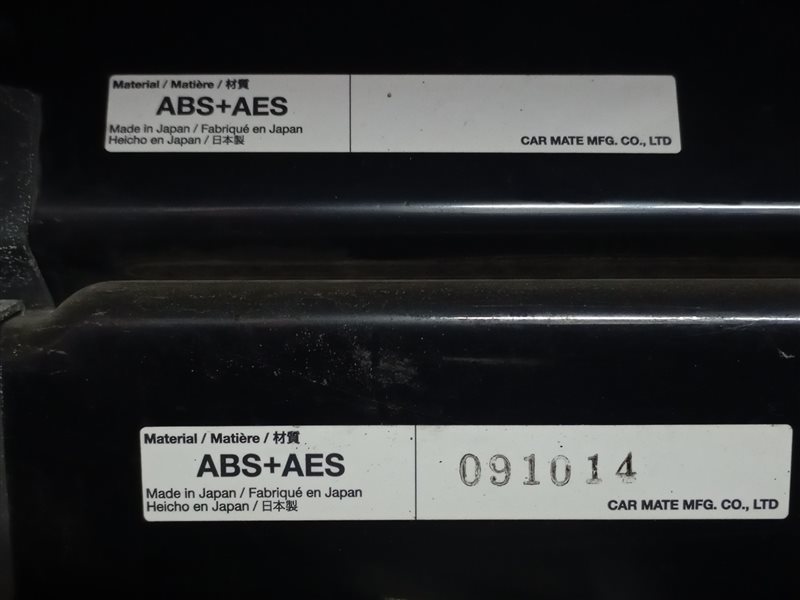 Material / Matière / 材質
ABS+AES
Made in Japan / Fabriqué en Japan
Heicho en Japan / 日本製
CAR MATE MFG. CO., LTD
Material / Matière / 材質
ABS+AES
Made in Japan / Fabriqué en Japan
Heicho en Japan / 日本製
091014
CAR MATE MFG. CO., LTD